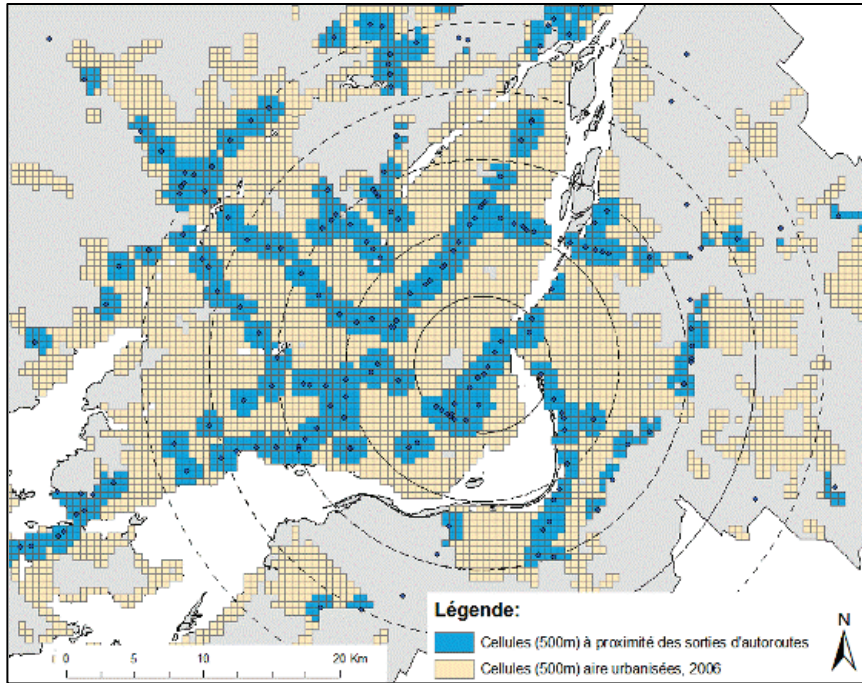 Légende:
Cellules (500m) à proximité des sorties d'autoroutes
Cellules (500m) aire urbanisées, 2006
N
0 5 10 20 Km